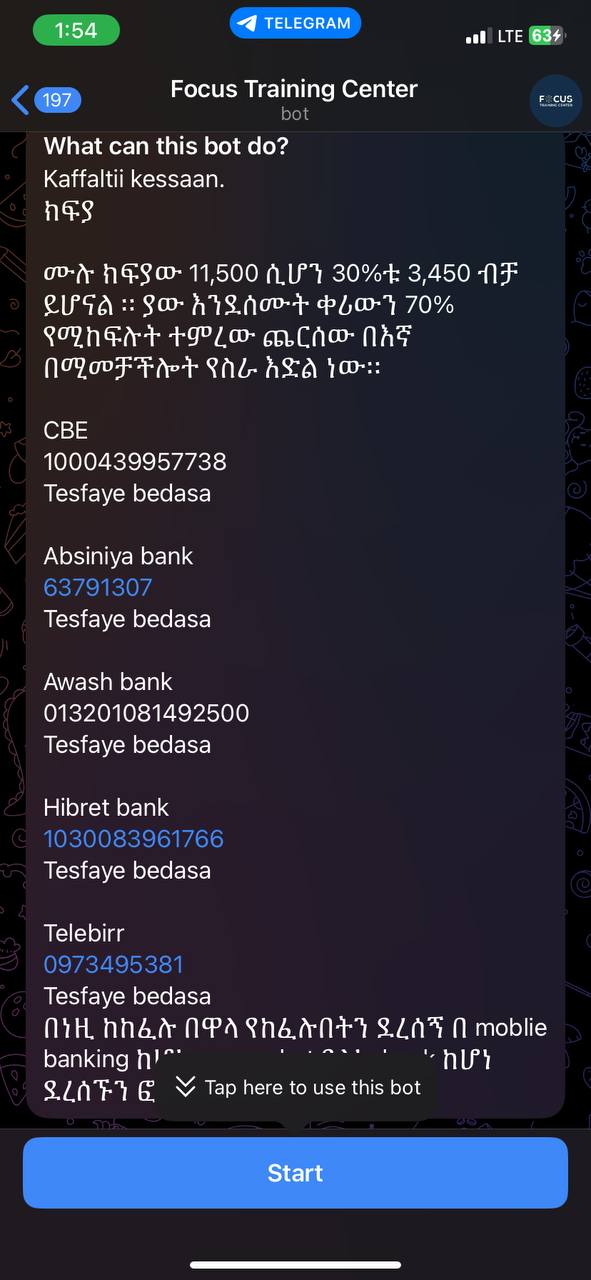 1:54
TELEGRAM
LTE 63
197
Focus Training Center
bot
FOCUS
TRAINING CENTER
What can this bot do?
Kaffaltii kessaan.
ክፍያ
ሙሉ ክፍያው 11,500 ሲሆን 30%ቱ 3,450 ብቻ
ይሆናል ፡፡ ያው እንደሰሙት ቀሪውን 70%
የሚከፍሉት ተምረው ጨርሰው በእኛ
በሚመቻችሎት የስራ እድል ነው፡፡
CBE
1000439957738
Tesfaye bedasa
Absiniya bank
63791307
Tesfaye bedasa
Awash bank
013201081492500
Tesfaye bedasa
Hibret bank
1030083961766
Tesfaye bedasa
Telebirr
0973495381
Tesfaye bedasa
በነዚ ከከፈሉ በዋላ የከፈሉበትን ደረሰኝ በ moblie
banking ከሆነ
ደረሰኙን ፎ
Tap here to use this bot
Start